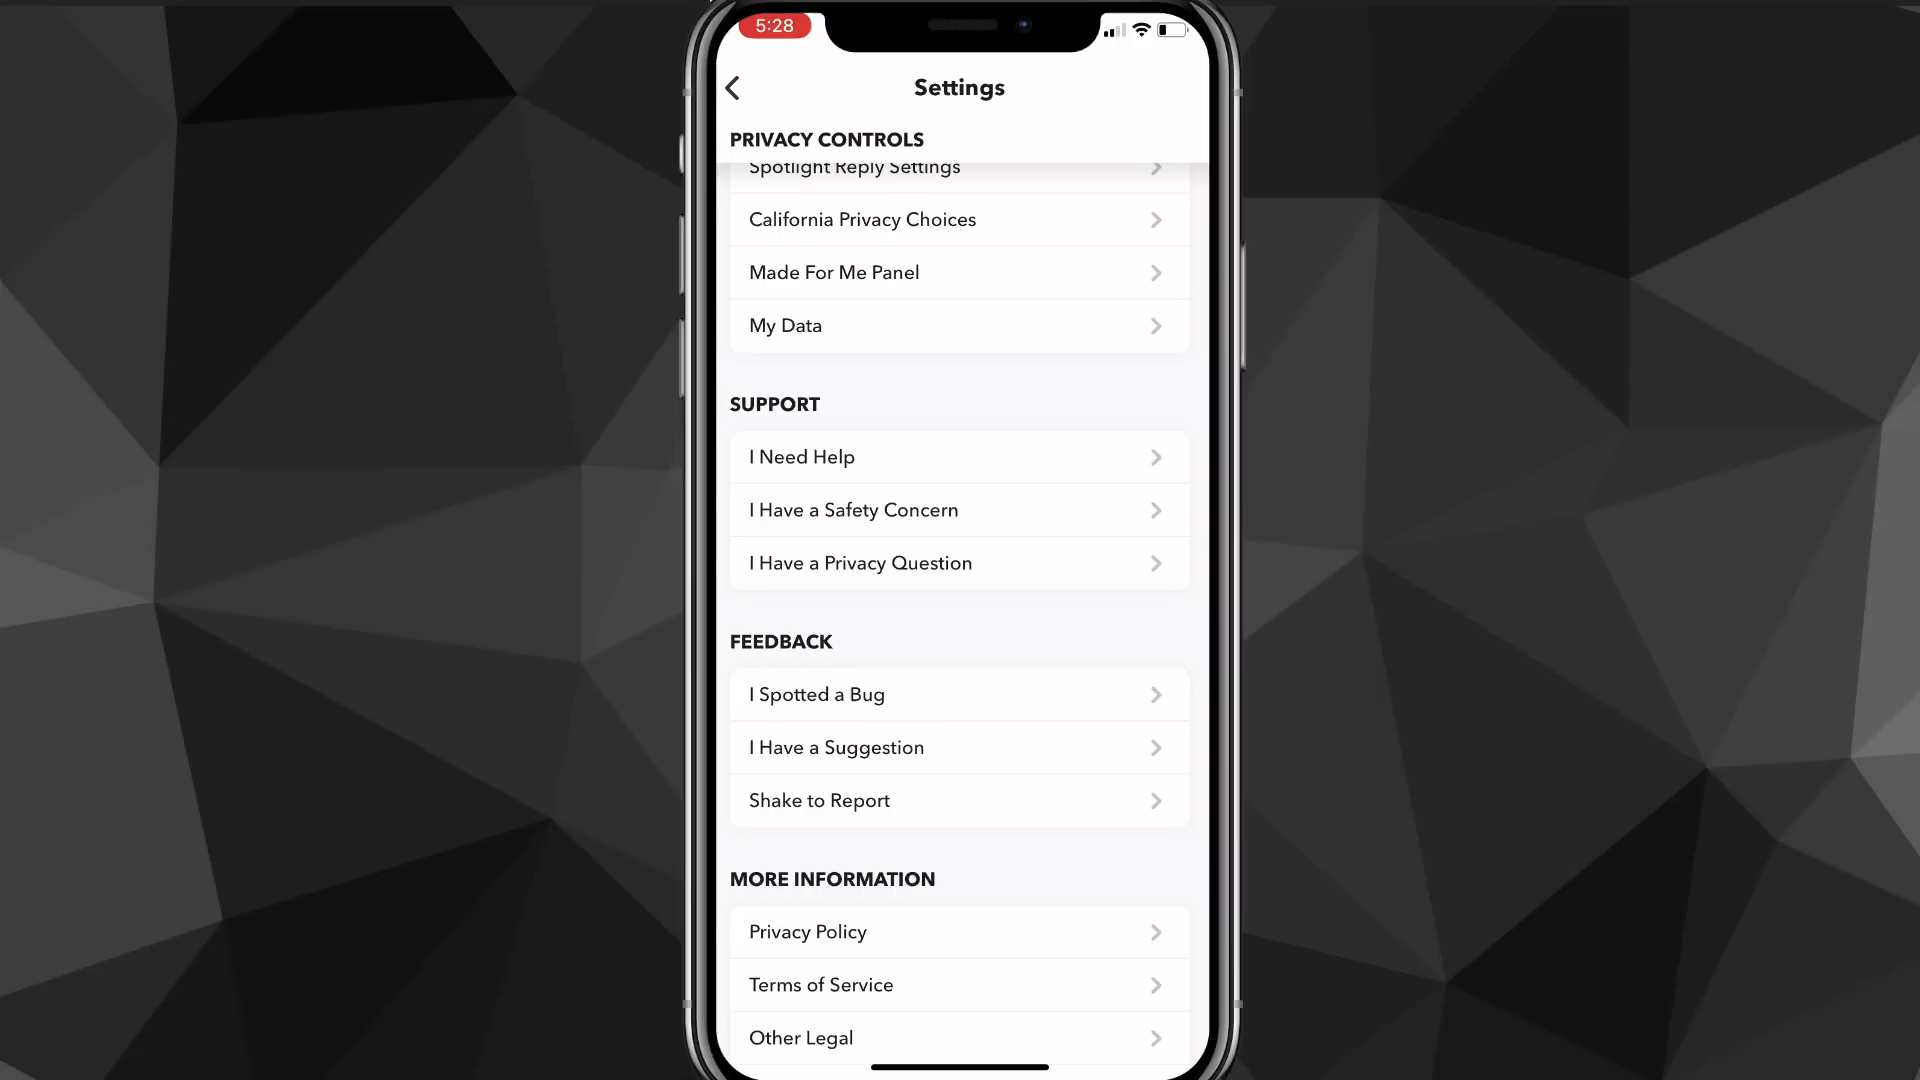 5:28
Settings
PRIVACY CONTROLS
Spotlight Reply Settings
California Privacy Choices
Made For Me Panel
My Data
SUPPORT
I Need Help
I Have a Safety Concern
I Have a Privacy Question
FEEDBACK
I Spotted a Bug
I Have a Suggestion
Shake to Report
MORE INFORMATION
Privacy Policy
Terms of Service
Other Legal